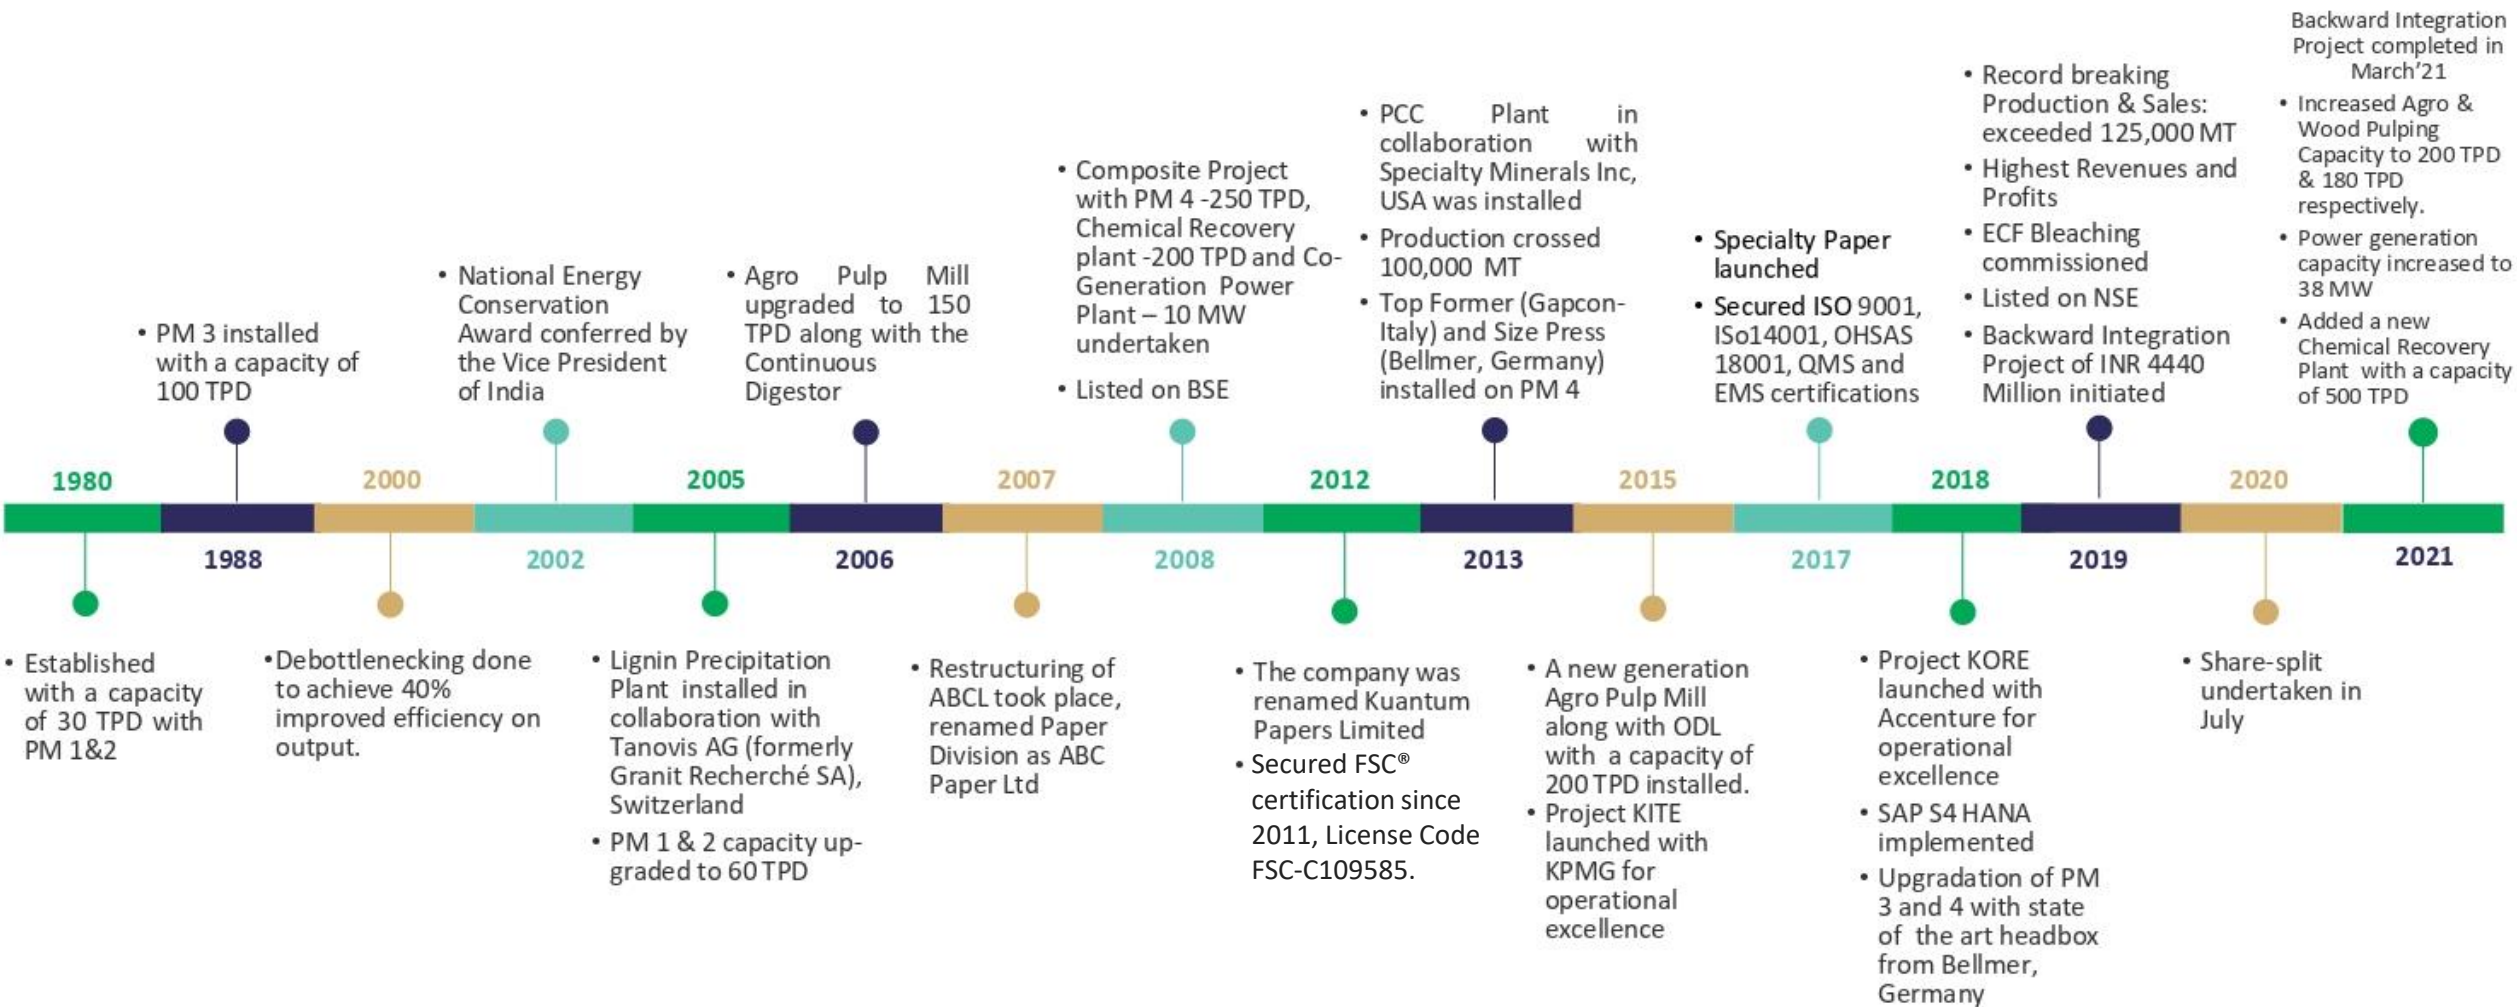 1980
• Established
with a capacity
of 30 TPD with
PM 1&2
• PM 3 installed
with a capacity of
100 TPD
1988
2000
•Debottlenecking done
to achieve 40%
improved efficiency on
output.
• National Energy
Conservation
Award conferred by
the Vice President
of India
2002
2005
• Lignin Precipitation
Plant installed in
collaboration with
Tanovis AG (formerly
Granit Recherché SA),
Switzerland
• PM 1 & 2 capacity up-
graded to 60 TPD
• Agro Pulp Mill
upgraded to 150
TPD along with the
Continuous
Digestor
2006
2007
• Restructuring of
ABCL took place,
renamed Paper
Division as ABC
Paper Ltd
• Composite Project
with PM 4 -250 TPD,
Chemical Recovery
plant -200 TPD and Co-
Generation Power
Plant – 10 MW
undertaken
• Listed on BSE
2008
2012
• The company was
renamed Kuantum
Papers Limited
• Secured FSC®
certification since
2011, License Code
FSC-C109585.
• PCC Plant in
collaboration with
Specialty Minerals Inc,
USA was installed
• Production crossed
100,000 MT
• Top Former (Gapcon-
Italy) and Size Press
(Bellmer, Germany)
installed on PM 4
2013
2015
• A new generation
Agro Pulp Mill
along with ODL
with a capacity of
200 TPD installed.
• Project KITE
launched with
KPMG for
operational
excellence
• Specialty Paper
launched
• Secured ISO 9001,
ISo14001, OHSAS
18001, QMS and
EMS certifications
2017
2018
• Project KORE
launched with
Accenture for
operational
excellence
• SAP S4 HANA
implemented
• Upgradation of PM
3 and 4 with state
of the art headbox
from Bellmer,
Germany
• Record breaking
Production & Sales:
exceeded 125,000 MT
• Highest Revenues and
Profits
• ECF Bleaching
commissioned
• Listed on NSE
• Backward Integration
Project of INR 4440
Million initiated
2019
2020
• Share-split
undertaken in
July
Backward Integration
Project completed in
March'21
• Increased Agro &
Wood Pulping
Capacity to 200 TPD
& 180 TPD
respectively.
• Power generation
capacity increased to
38 MW
• Added a new
Chemical Recovery
Plant with a capacity
of 500 TPD
2021